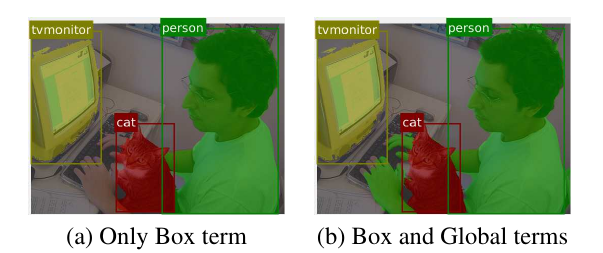 tvmonitor person tvmonitor person
cat cat
(a) Only Box term (b) Box and Global terms